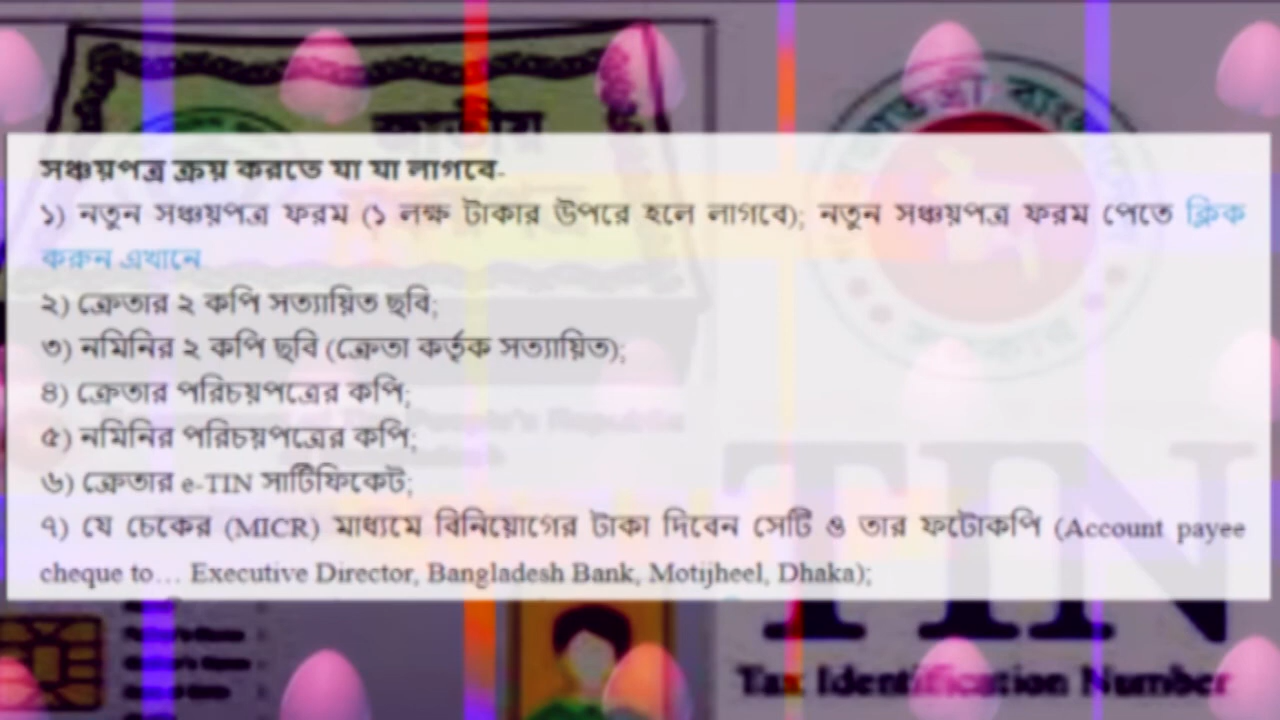 জাতীয়
সঞ্চয়পত্র ক্রয় করতে যা যা লাগবে-
১) নতুন সঞ্চয়পত্র ফরম (১ লক্ষ টাকার উপরে হলে লাগবে); নতুন সঞ্চয়পত্র ফরম পেতে ক্লিক
করুন এখানে
২) ক্রেতার ২ কপি সত্যায়িত ছবি;
৩) নমিনির ২ কপি ছবি (ক্রেতা কর্তৃক সত্যায়িত);
৪) ক্রেতার পরিচয়পত্রের কপি;
৫) নমিনির পরিচয়পত্রের কপি;
৬) ক্রেতার e-TIN সার্টিফিকেট;
৭) যে চেকের (MICR) মাধ্যমে বিনিয়োগের টাকা দিবেন সেটি ও তার ফটোকপি (Account payee
cheque to... Executive Director, Bangladesh Bank, Motijheel, Dhaka);
TIN
Tax Identification Number